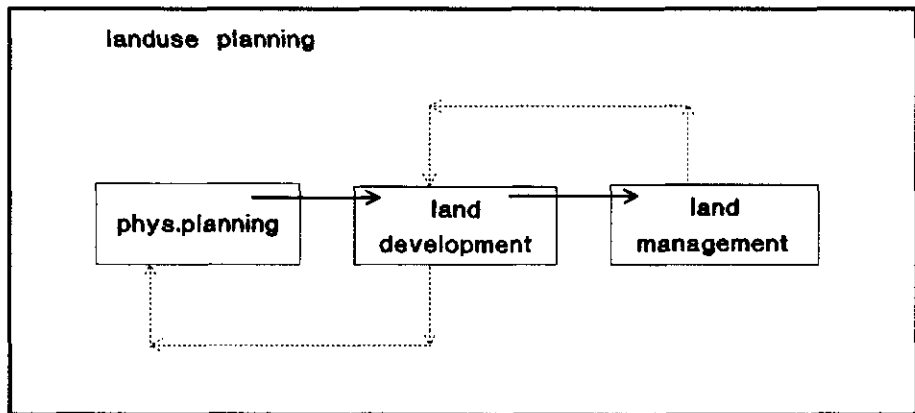 landuse planning
phys.planning
land
development
land
management